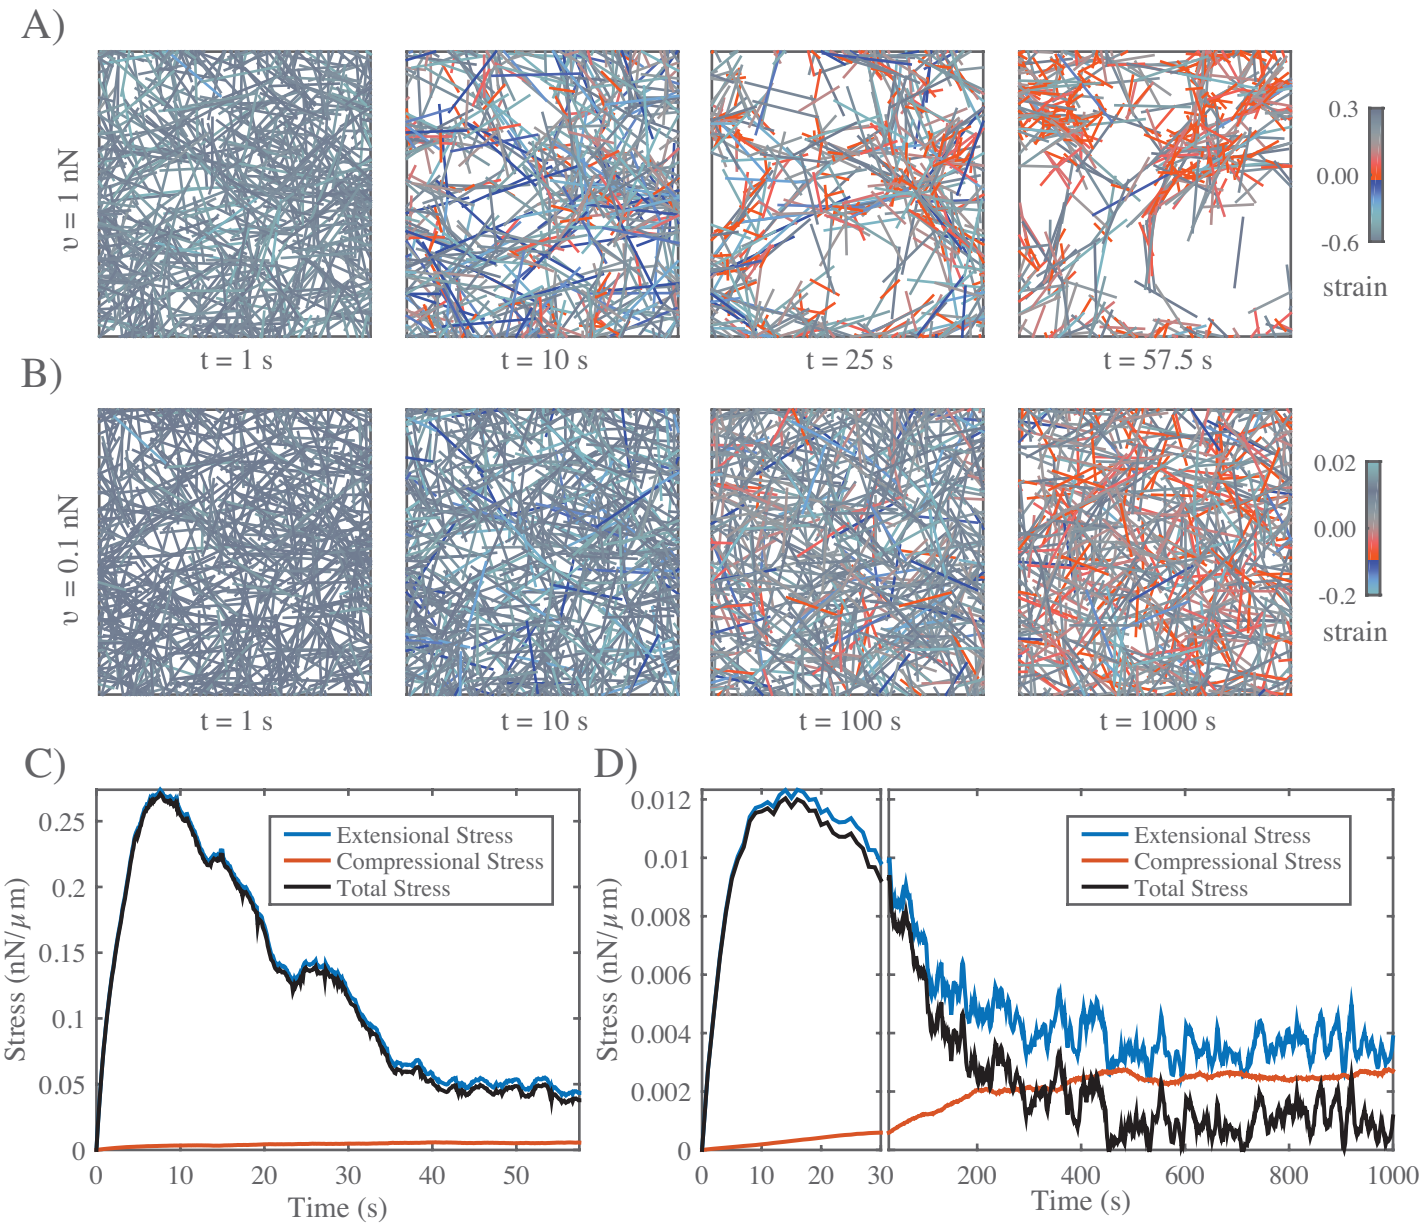 A)
υ = 1 nN
0.3
0.00
-0.6
strain
t = 1 s
t = 10 s
t = 25 s
t = 57.5 s
B)
υ = 0.1 nN
0.02
0.00
-0.2
strain
t = 1 s
t = 10 s
t = 100 s
t = 1000 s
C)
Stress (nN/μm)
0.25
0.2
0.15
0.1
0.05
0
Extensional Stress
Compressional Stress
Total Stress
0
10
20
30
40
50
Time (s)
D)
Stress (nN/μm)
0.012
0.01
0.008
0.006
0.004
0.002
0
Extensional Stress
Compressional Stress
Total Stress
0
10
20
30
200
400
600
800
1000
Time (s)